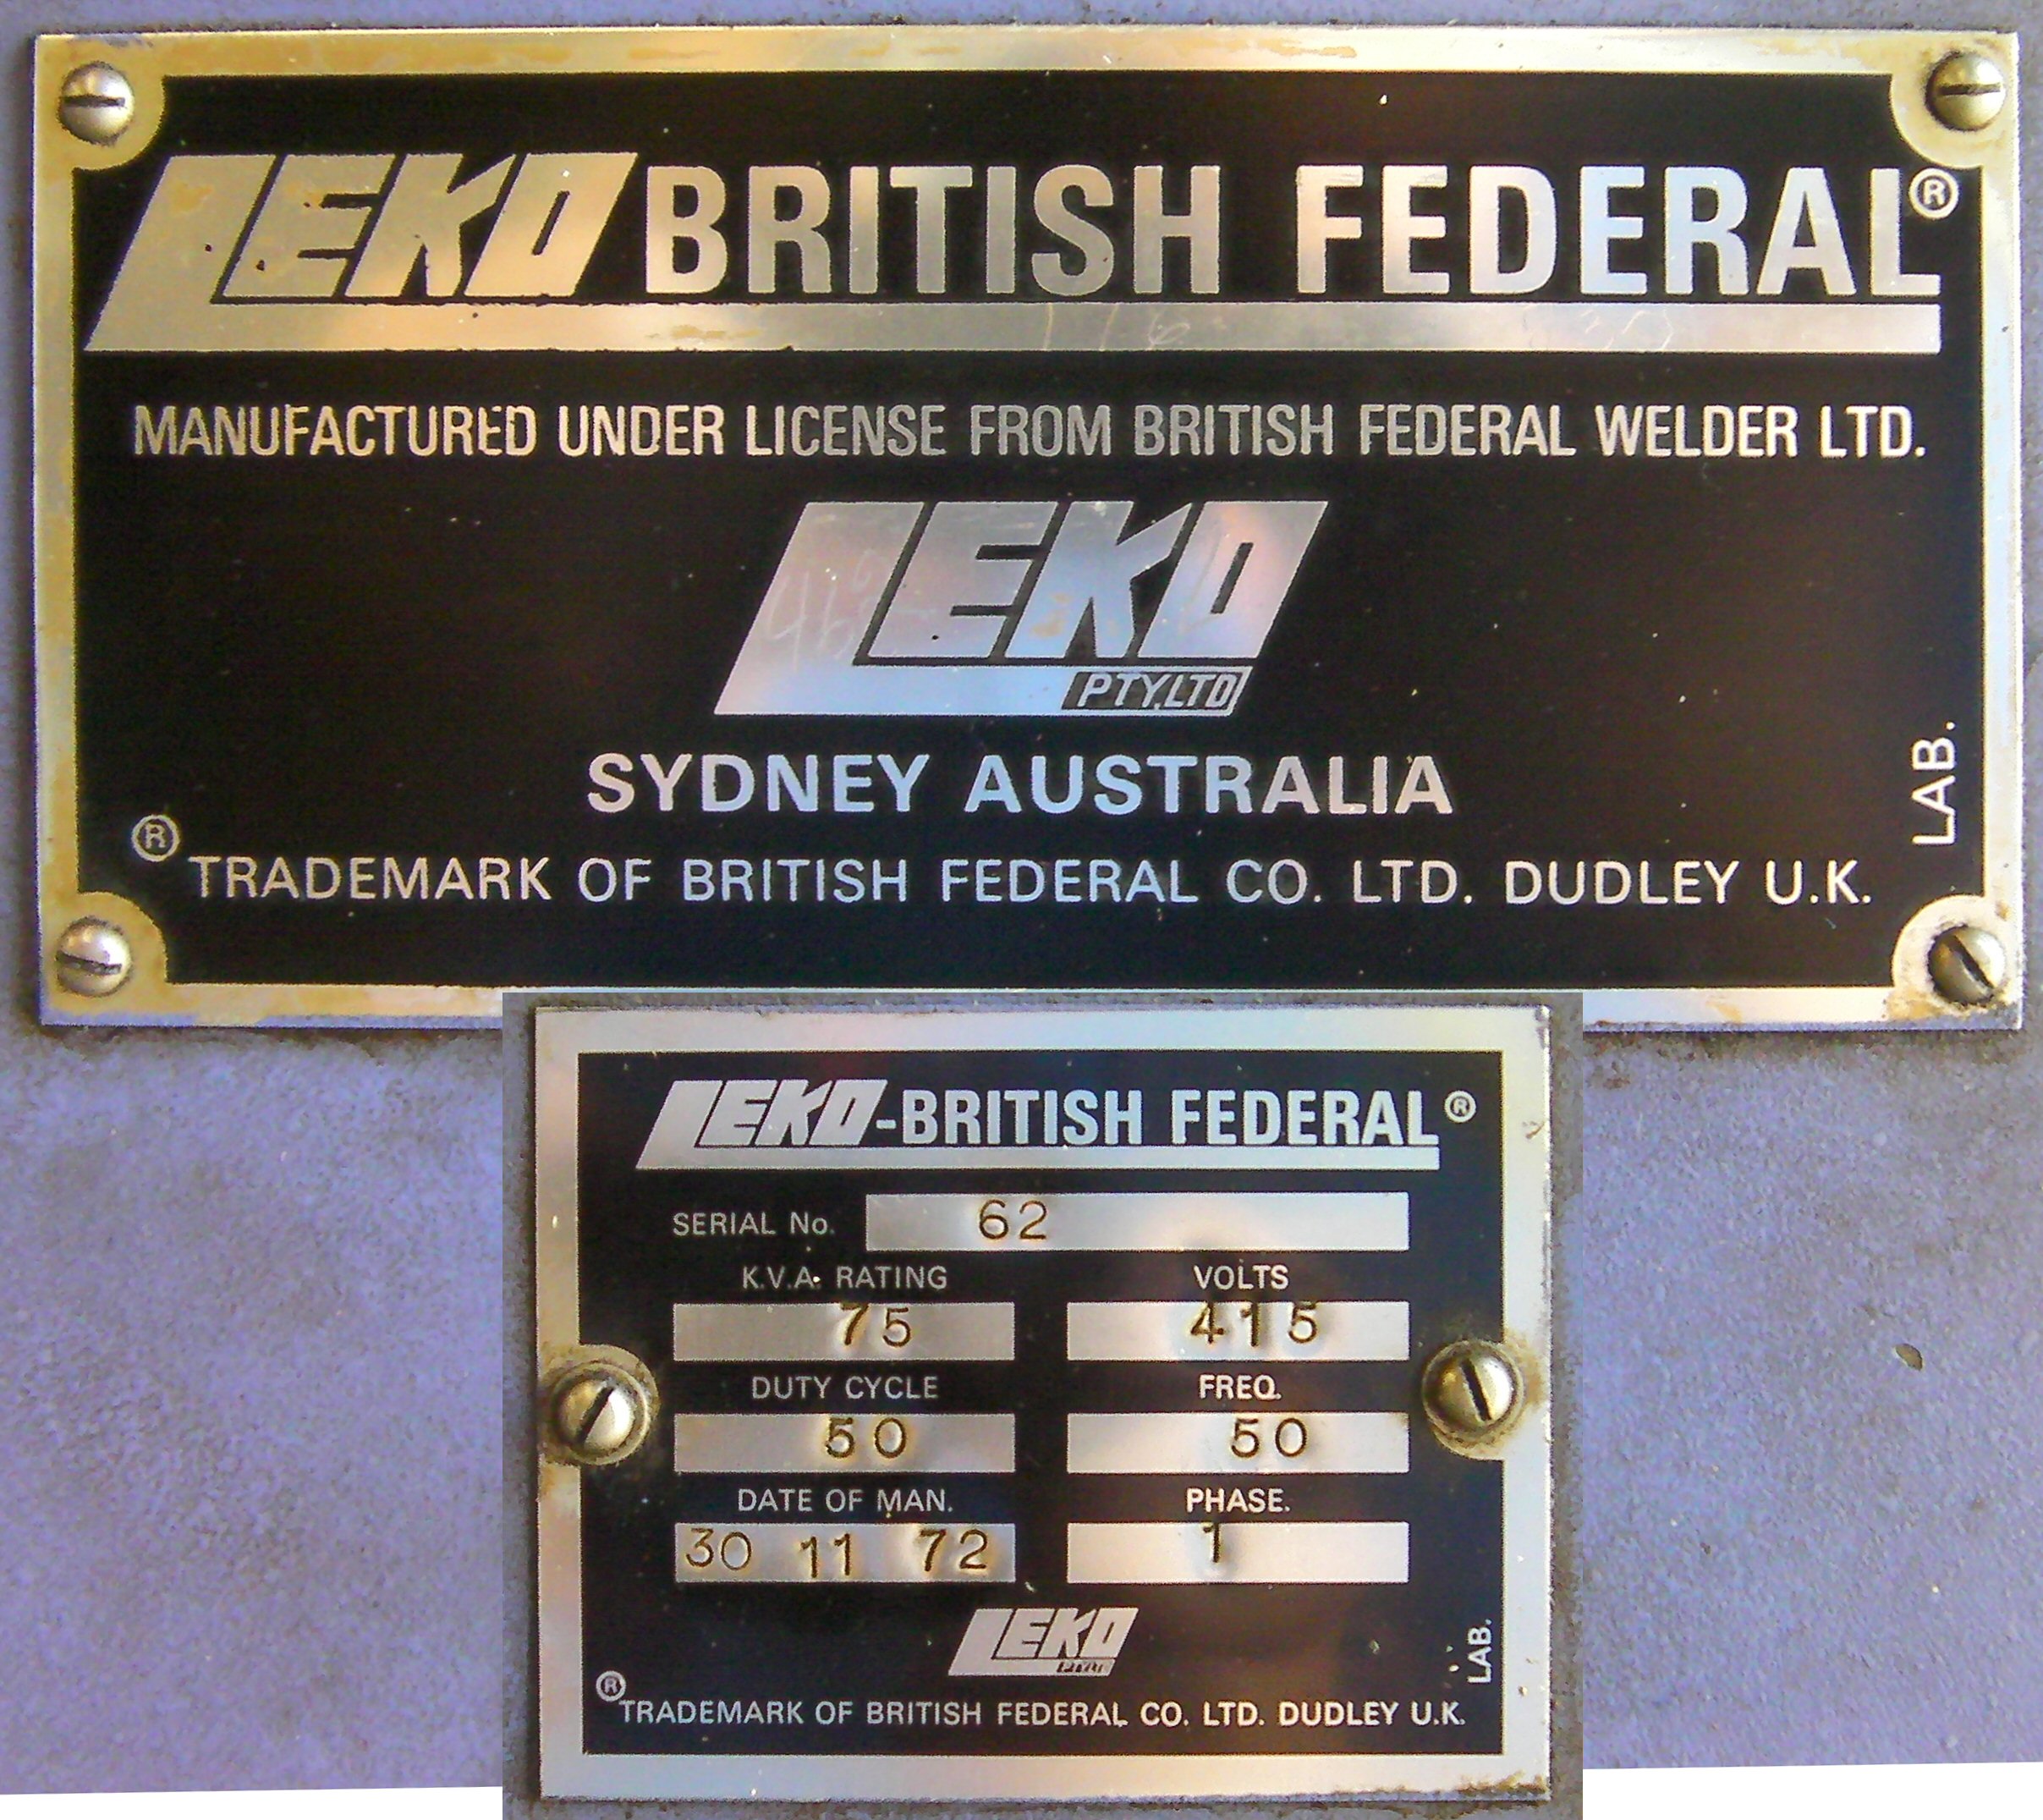 LEKO BRITISH FEDERAL®
MANUFACTURED UNDER LICENSE FROM BRITISH FEDERAL WELDER LTD.
LEKO
PTY.LTD
SYDNEY AUSTRALIA
LAB.
® TRADEMARK OF BRITISH FEDERAL CO. LTD. DUDLEY U.K.
LEKO-BRITISH FEDERAL®
SERIAL No. 62
K.V.A. RATING VOLTS
75 415
DUTY CYCLE FREQ.
50 50
DATE OF MAN. PHASE.
30 11 72 1
LEKO
PTY.LTD
LAB.
® TRADEMARK OF BRITISH FEDERAL CO. LTD. DUDLEY U.K.